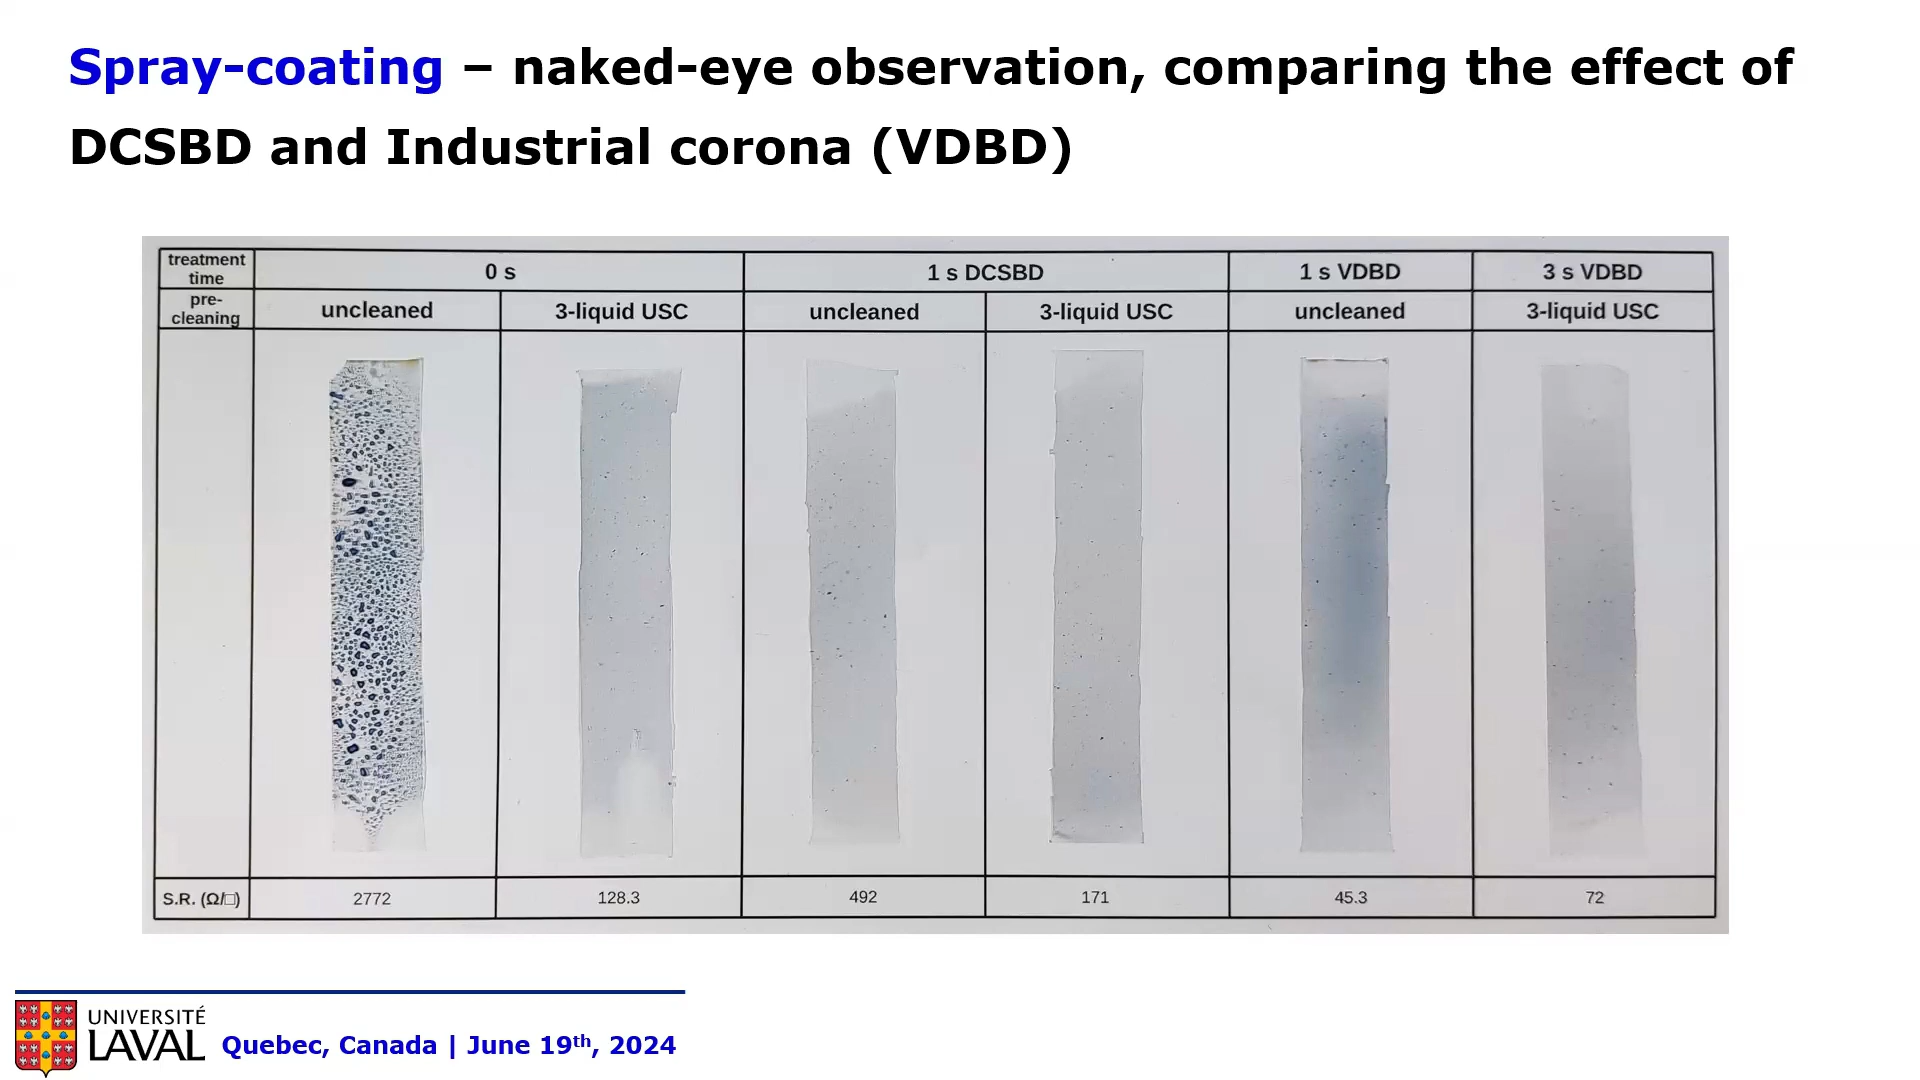 Spray-coating – naked-eye observation, comparing the effect of
DCSBD and Industrial corona (VDBD)
treatment time 0 s 1 s DCSBD 1 s VDBD 3 s VDBD
pre-cleaning uncleaned 3-liquid USC uncleaned 3-liquid USC uncleaned 3-liquid USC
S.R. (Ω/□) 2772 128.3 492 171 45.3 72
UNIVERSITÉ
LAVAL
Quebec, Canada | June 19th, 2024